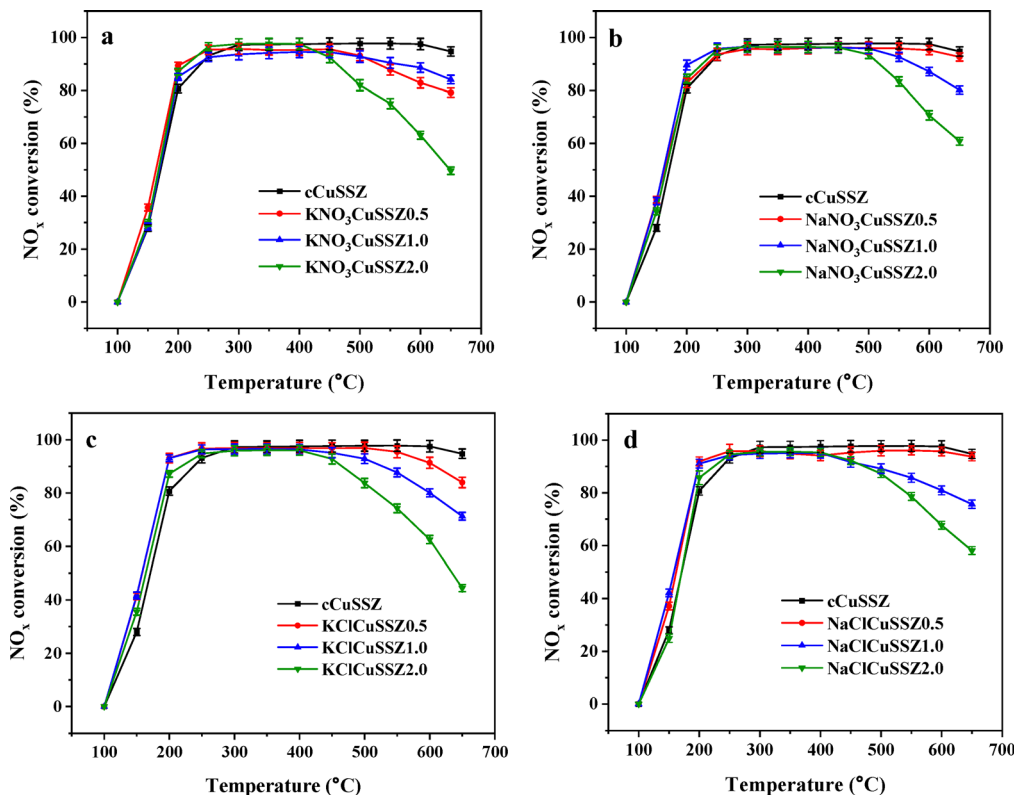 a
NOx conversion (%)
100
80
60
40
20
0
cCuSSZ
KNO3CuSSZ0.5
KNO3CuSSZ1.0
KNO3CuSSZ2.0
100 200 300 400 500 600 700
Temperature (°C)
b
NOx conversion (%)
100
80
60
40
20
0
cCuSSZ
NaNO3CuSSZ0.5
NaNO3CuSSZ1.0
NaNO3CuSSZ2.0
100 200 300 400 500 600 700
Temperature (°C)
c
NOx conversion (%)
100
80
60
40
20
0
cCuSSZ
KClCuSSZ0.5
KClCuSSZ1.0
KClCuSSZ2.0
100 200 300 400 500 600 700
Temperature (°C)
d
NOx conversion (%)
100
80
60
40
20
0
cCuSSZ
NaClCuSSZ0.5
NaClCuSSZ1.0
NaClCuSSZ2.0
100 200 300 400 500 600 700
Temperature (°C)